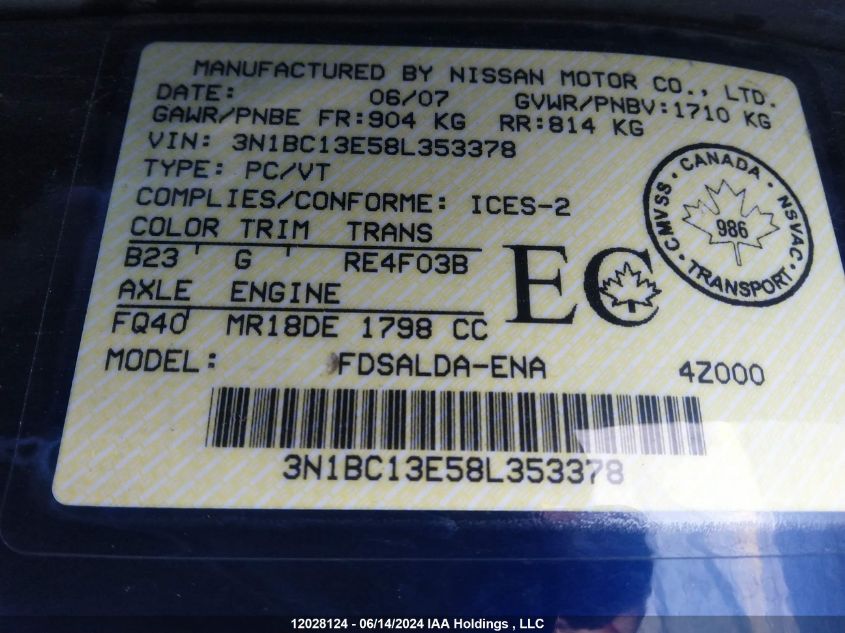 MANUFACTURED BY NISSAN MOTOR CO., LTD.
DATE: 06/07 GVWR/PNBV:1710 KG
GAWR/PNBE FR:904 KG RR:814 KG
VIN: 3N1BC13E58L353378
TYPE: PC/VT
COMPLIES/CONFORME: ICES-2
COLOR TRIM TRANS
B23 G RE4F03B
AXLE ENGINE
FQ40 MR18DE 1798 CC
EC
CANADA · NSVAC · TRANSPORT · CMVSS ·
986
MODEL: FDSALDA-ENA 4Z000
3N1BC13E58L353378
12028124 - 06/14/2024 IAA Holdings , LLC